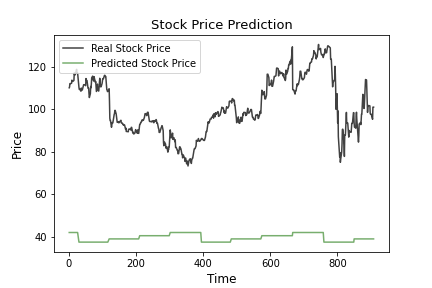 Stock Price Prediction
Real Stock Price
Predicted Stock Price
120
100
80
60
40
Price
0 200 400 600 800
Time